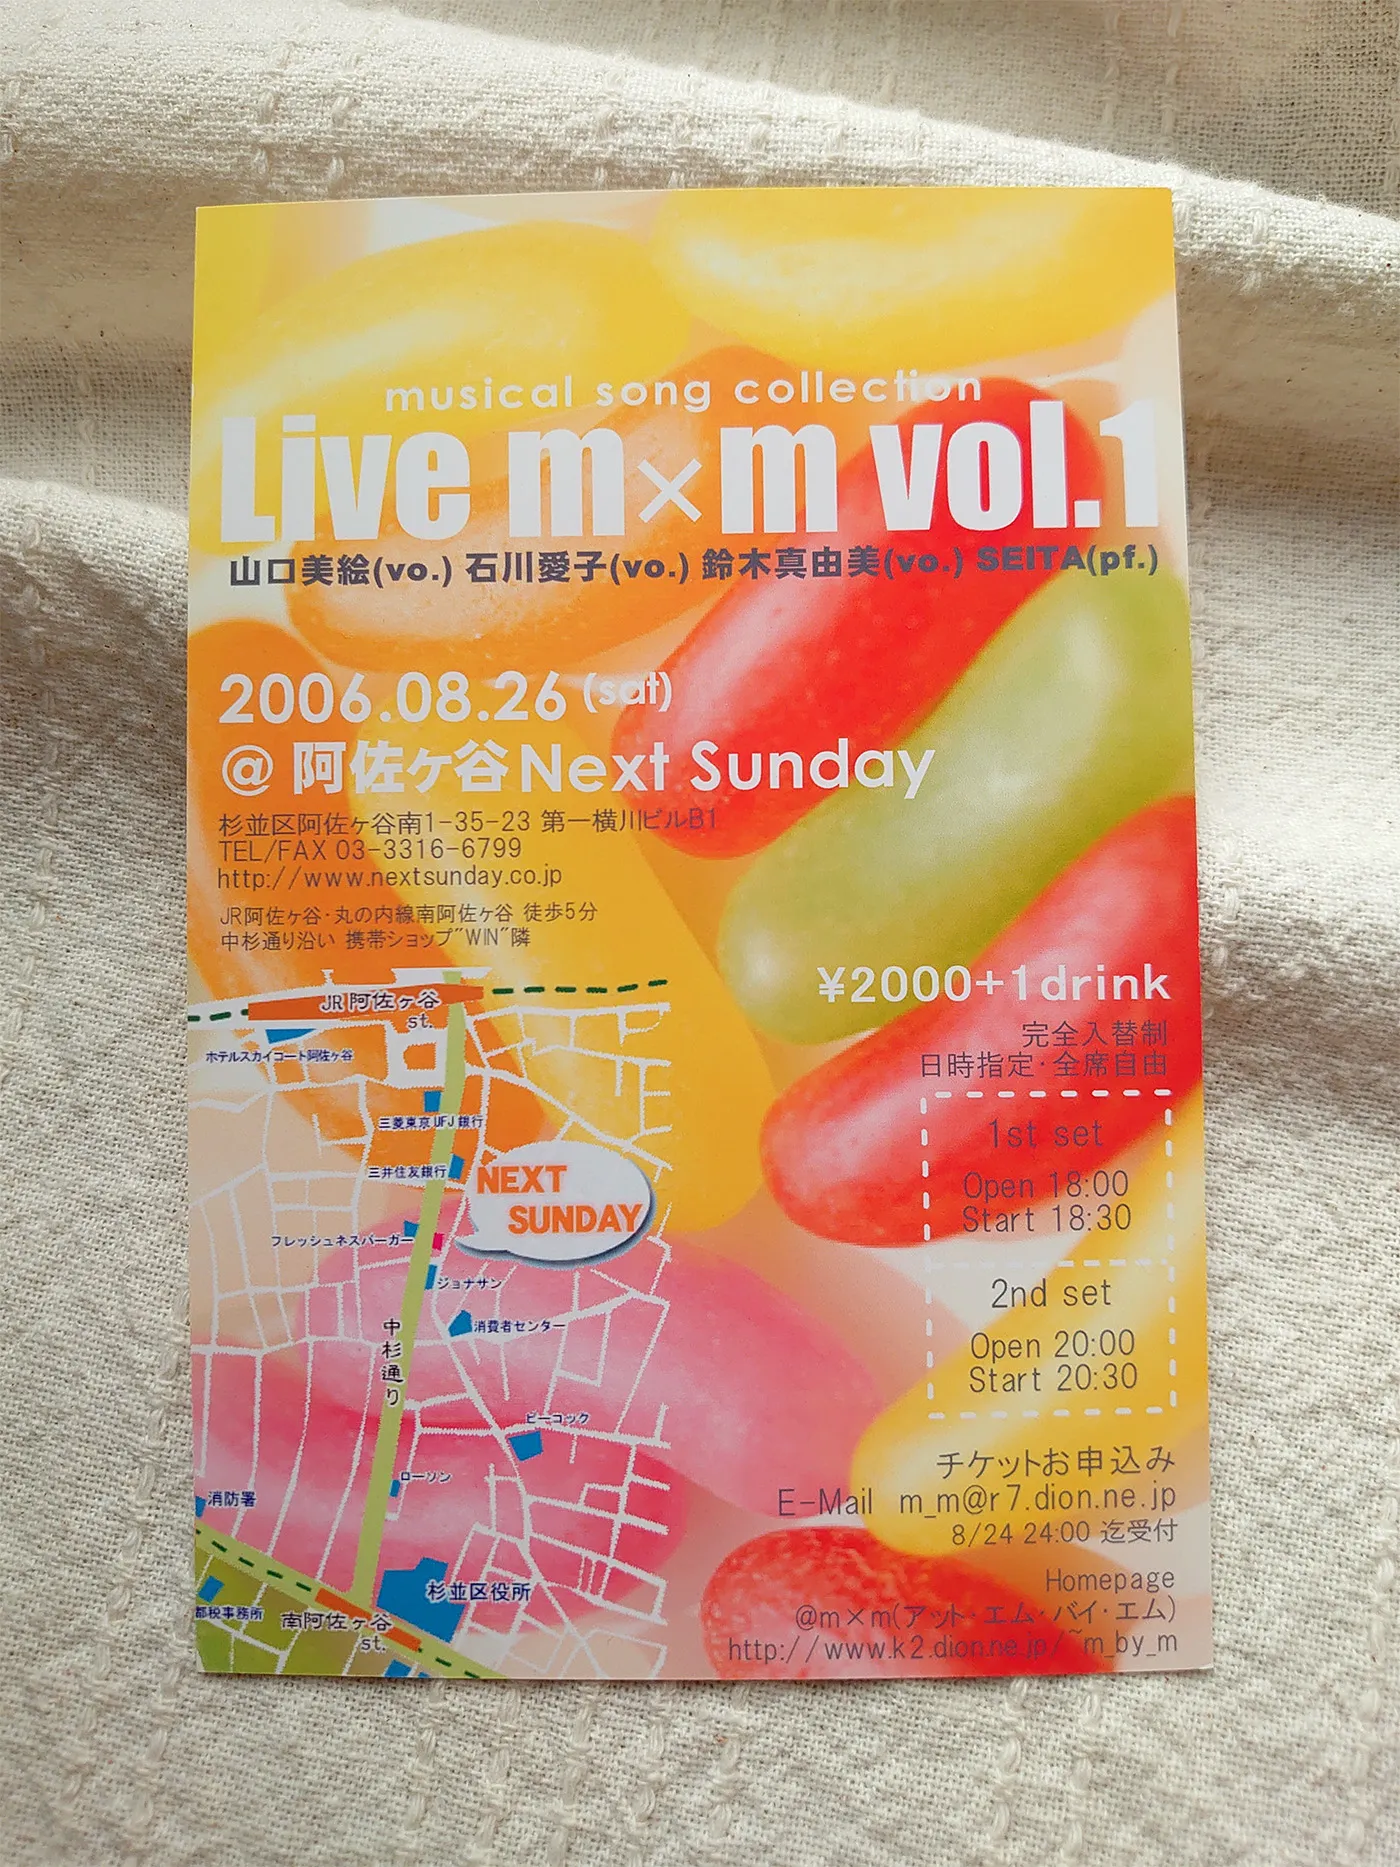 musical song collection
Live m×m vol.1
山口美絵(vo.) 石川愛子(vo.) 鈴木真由美(vo.) SEITA(pf.)
2006.08.26 (sat)
@ 阿佐ヶ谷Next Sunday
杉並区阿佐ヶ谷南1-35-23 第一横川ビルB1
TEL/FAX 03-3316-6799
http://www.nextsunday.co.jp
JR阿佐ヶ谷・丸の内線南阿佐ヶ谷 徒歩5分
中杉通り沿い 携帯ショップ"WIN"隣
JR 阿佐ヶ谷
st.
ホテルスカイコート阿佐ヶ谷
三菱東京UFJ銀行
三井住友銀行
NEXT
SUNDAY
フレッシュネスバーガー
ジョナサン
消費者センター
中杉通り
ピーコック
ローソン
消防署
杉並区役所
都税事務所
南阿佐ヶ谷
st.
¥2000+1drink
完全入替制
日時指定・全席自由
1st set
Open 18:00
Start 18:30
2nd set
Open 20:00
Start 20:30
チケットお申込み
E-Mail m_m@r7.dion.ne.jp
8/24 24:00 迄受付
Homepage
@m×m(アット・エム・バイ・エム)
http://www.k2.dion.ne.jp/~m_by_m